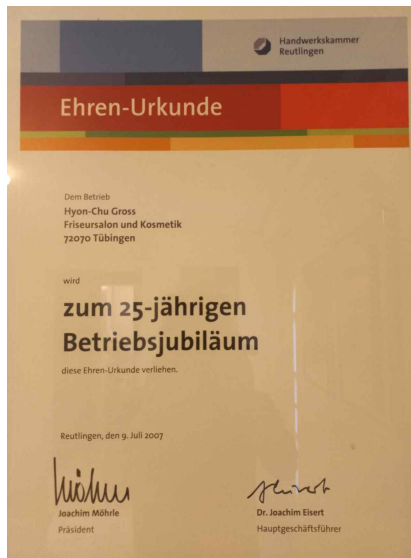 Handwerkskammer
Reutlingen
Ehren-Urkunde
Dem Betrieb
Hyon-Chu Gross
Friseursalon und Kosmetik
72070 Tübingen
wird
zum 25-jährigen
Betriebsjubiläum
diese Ehren-Urkunde verliehen.
Reutlingen, den 9. Juli 2007
Joachim Möhrle
Präsident
Dr. Joachim Eisert
Hauptgeschäftsführer